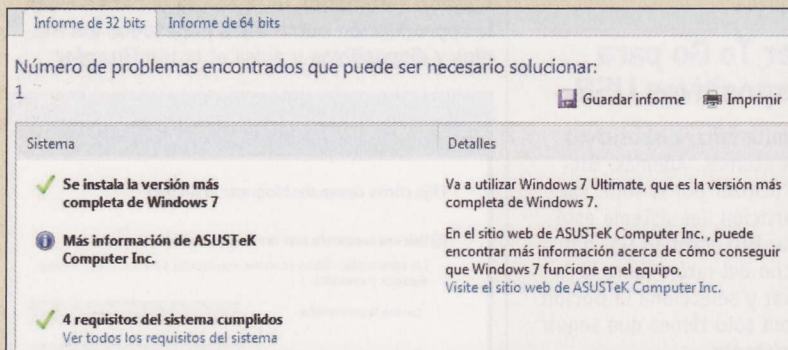 Informe de 32 bits Informe de 64 bits
Número de problemas encontrados que puede ser necesario soluciona
1
Guardar informe Imprimir
Sistema Detalles
Se instala la versión más
completa de Windows 7
Va a utilizar Windows 7 Ultimate, que es la versión más
completa de Windows 7.
Más información de ASUSTeK
Computer Inc.
En el sitio web de ASUSTeK Computer Inc., puede
encontrar más información acerca de cómo conseguir
que Windows 7 funcione en el equipo.
Visite el sitio web de ASUSTeK Computer Inc.
4 requisitos del sistema cumplidos
Ver todos los requisitos del sistema